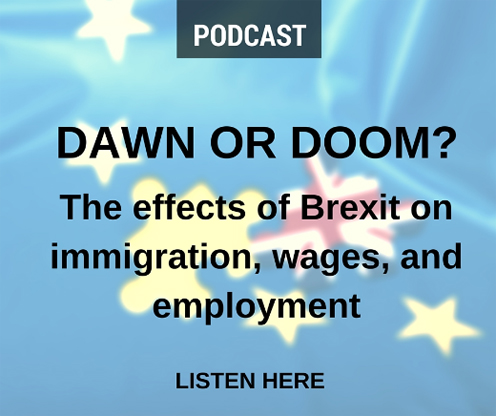 PODCAST
DAWN OR DOOM?
The effects of Brexit on
immigration, wages, and
employment
LISTEN HERE